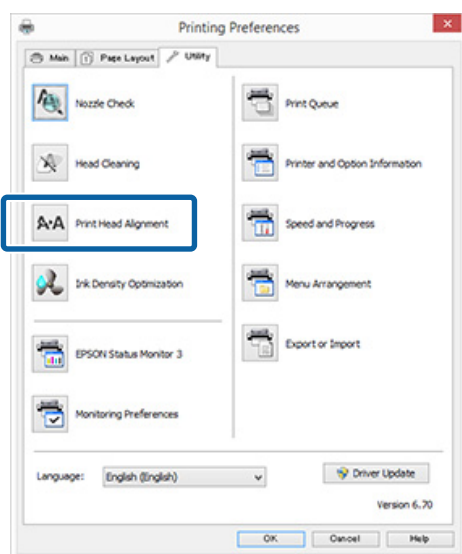 Printing Preferences
Main
Page Layout
Utility
Nozzle Check
Print Queue
Head Cleaning
Printer and Option Information
A·A
Print Head Alignment
Speed and Progress
Ink Density Optimization
Menu Arrangement
EPSON Status Monitor 3
Export or Import
Monitoring Preferences
Language: English (English)
Driver Update
Version 6.70
OK Cancel Help